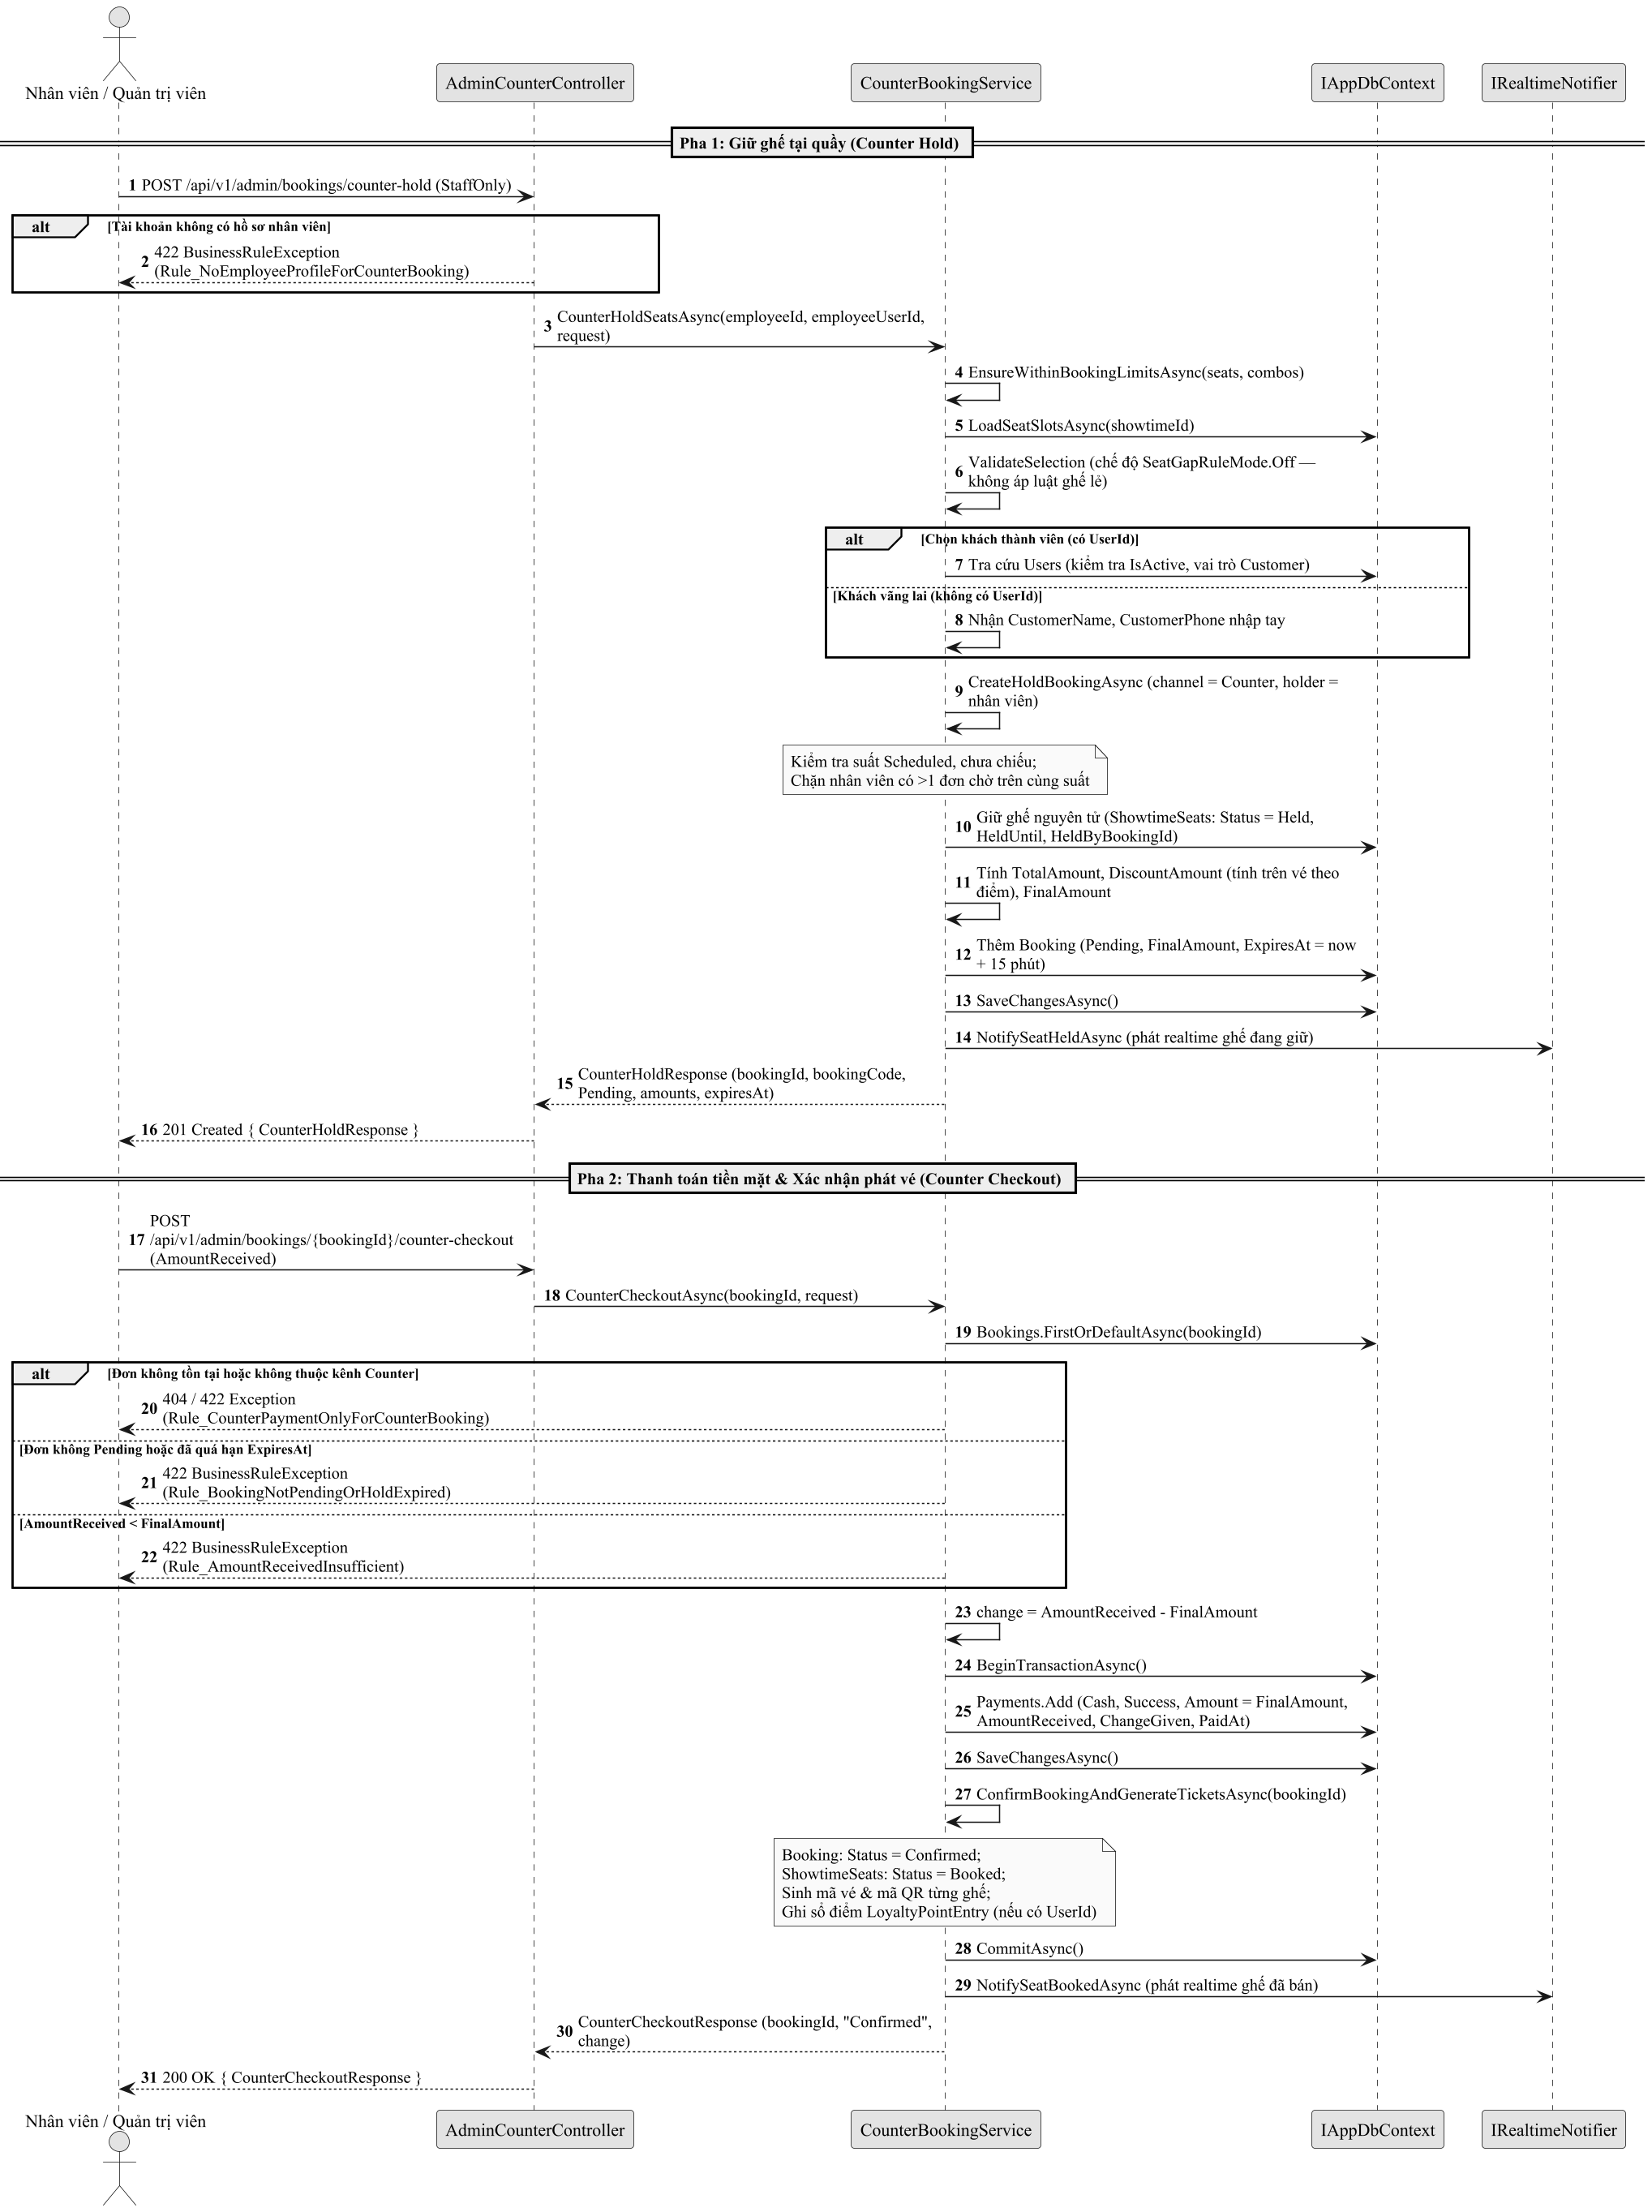 Nhân viên / Quản trị viên
AdminCounterController
CounterBookingService
IAppDbContext
IRealtimeNotifier
Pha 1: Giữ ghế tại quầy (Counter Hold)
1 POST /api/v1/admin/bookings/counter-hold (StaffOnly)
alt [Tài khoản không có hồ sơ nhân viên]
2 422 BusinessRuleException
(Rule_NoEmployeeProfileForCounterBooking)
3 CounterHoldSeatsAsync(employeeId, employeeUserId,
request)
4 EnsureWithinBookingLimitsAsync(seats, combos)
5 LoadSeatSlotsAsync(showtimeId)
6 ValidateSelection (chế độ SeatGapRuleMode.Off —
không áp luật ghế lẻ)
alt [Chọn khách thành viên (có UserId)]
7 Tra cứu Users (kiểm tra IsActive, vai trò Customer)
[Khách vãng lai (không có UserId)]
8 Nhận CustomerName, CustomerPhone nhập tay
9 CreateHoldBookingAsync (channel = Counter, holder =
nhân viên)
Kiểm tra suất Scheduled, chưa chiếu;
Chặn nhân viên có >1 đơn chờ trên cùng suất
10 Giữ ghế nguyên tử (ShowtimeSeats: Status = Held,
HeldUntil, HeldByBookingId)
11 Tính TotalAmount, DiscountAmount (tính trên vé theo
điểm), FinalAmount
12 Thêm Booking (Pending, FinalAmount, ExpiresAt = now
+ 15 phút)
13 SaveChangesAsync()
14 NotifySeatHeldAsync (phát realtime ghế đang giữ)
15 CounterHoldResponse (bookingId, bookingCode,
Pending, amounts, expiresAt)
16 201 Created { CounterHoldResponse }
Pha 2: Thanh toán tiền mặt & Xác nhận phát vé (Counter Checkout)
17 POST
/api/v1/admin/bookings/{bookingId}/counter-checkout
(AmountReceived)
18 CounterCheckoutAsync(bookingId, request)
19 Bookings.FirstOrDefaultAsync(bookingId)
alt [Đơn không tồn tại hoặc không thuộc kênh Counter]
20 404 / 422 Exception
(Rule_CounterPaymentOnlyForCounterBooking)
[Đơn không Pending hoặc đã quá hạn ExpiresAt]
21 422 BusinessRuleException
(Rule_BookingNotPendingOrHoldExpired)
[AmountReceived < FinalAmount]
22 422 BusinessRuleException
(Rule_AmountReceivedInsufficient)
23 change = AmountReceived - FinalAmount
24 BeginTransactionAsync()
25 Payments.Add (Cash, Success, Amount = FinalAmount,
AmountReceived, ChangeGiven, PaidAt)
26 SaveChangesAsync()
27 ConfirmBookingAndGenerateTicketsAsync(bookingId)
Booking: Status = Confirmed;
ShowtimeSeats: Status = Booked;
Sinh mã vé & mã QR từng ghế;
Ghi sổ điểm LoyaltyPointEntry (nếu có UserId)
28 CommitAsync()
29 NotifySeatBookedAsync (phát realtime ghế đã bán)
30 CounterCheckoutResponse (bookingId, "Confirmed",
change)
31 200 OK { CounterCheckoutResponse }
Nhân viên / Quản trị viên
AdminCounterController
CounterBookingService
IAppDbContext
IRealtimeNotifier